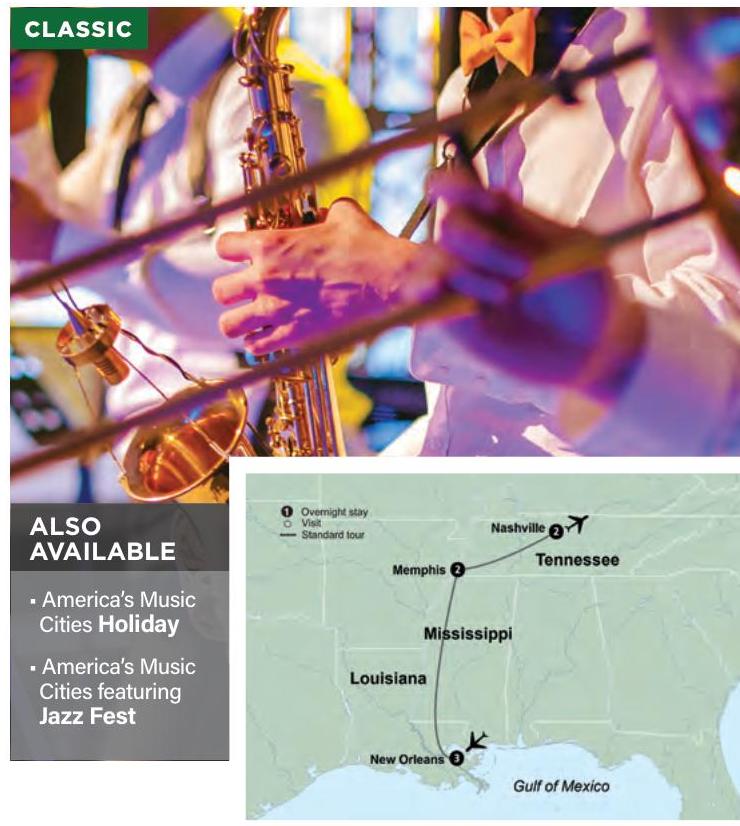 CLASSIC
ALSO
AVAILABLE
▪ America's Music
Cities Holiday
▪ America's Music
Cities featuring
Jazz Fest
1 Overnight stay
Visit
Standard tour
Nashville 2
Tennessee
Memphis 2
Mississippi
Louisiana
New Orleans 3
Gulf of Mexico